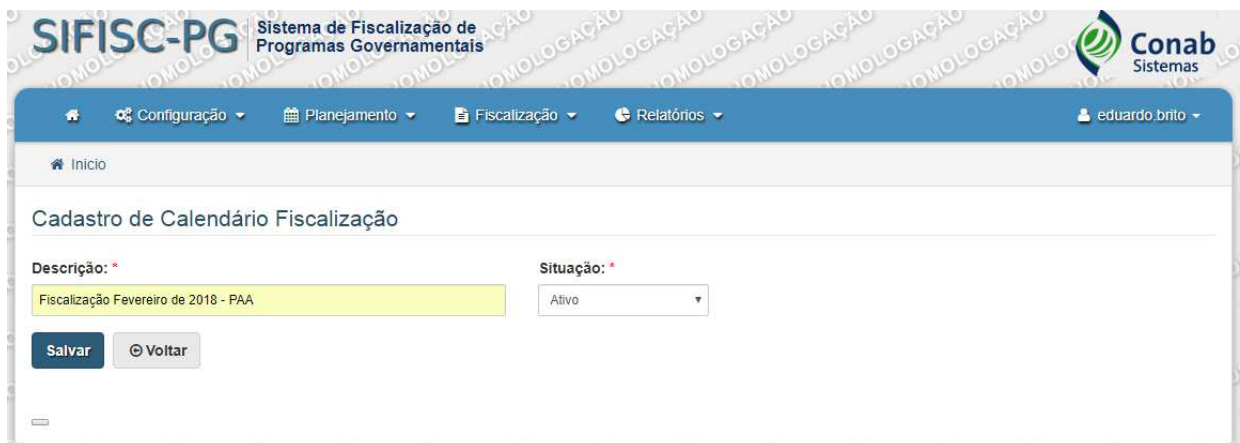 SIFISC-PG Sistema de Fiscalização de
Programas Governamentais
Conab
Sistemas
Configuração Planejamento Fiscalização Relatórios eduardo.brito
Inicio
Cadastro de Calendário Fiscalização
Descrição: * Situação: *
Fiscalização Fevereiro de 2018 - PAA Ativo
Salvar Voltar
HOMOLOGAÇÃO